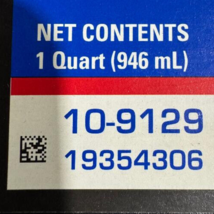 NET CONTENTS
1 Quart (946 mL)
10-9129
19354306